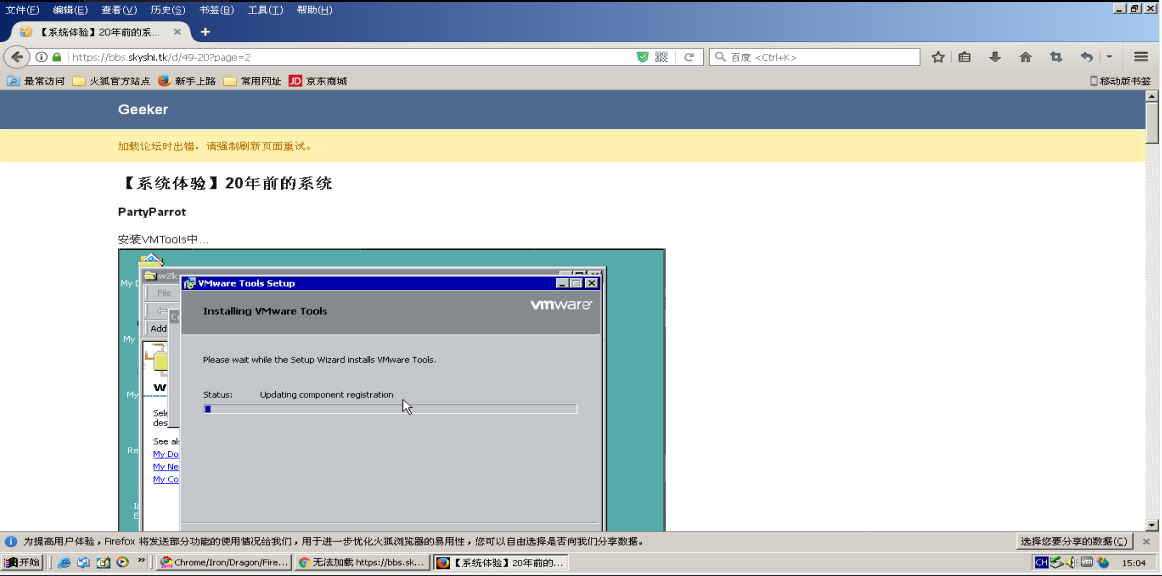 文件(F) 编辑(E) 查看(V) 历史(S) 书签(B) 工具(T) 帮助(H)
【系统体验】20年前的系...
https://bbs.skyshi.tk/d/49-20?page=2
百度 <Ctrl+K>
最常访问 火狐官方站点 新手上路 常用网址 JD 京东商城 移动版书签
Geeker
加载论坛时出错，请强制刷新页面重试。
【系统体验】20年前的系统
PartyParrot
安装VMTools中...
My D
w2k
VMware Tools Setup
File
Installing VMware Tools
vmware
Add
My
Please wait while the Setup Wizard installs VMware Tools.
W
My
Status: Updating component registration
Sele
des
See als
Re
My Do
My Ne
My Co
In
E
为提高用户体验，Firefox 将发送部分功能的使用情况给我们，用于进一步优化火狐浏览器的易用性，您可以自由选择是否向我们分享数据。
选择您要分享的数据(C)
开始
Chrome/Iron/Dragon/Fire...
无法加载 https://bbs.sk...
【系统体验】20年前的...
CH
15:04